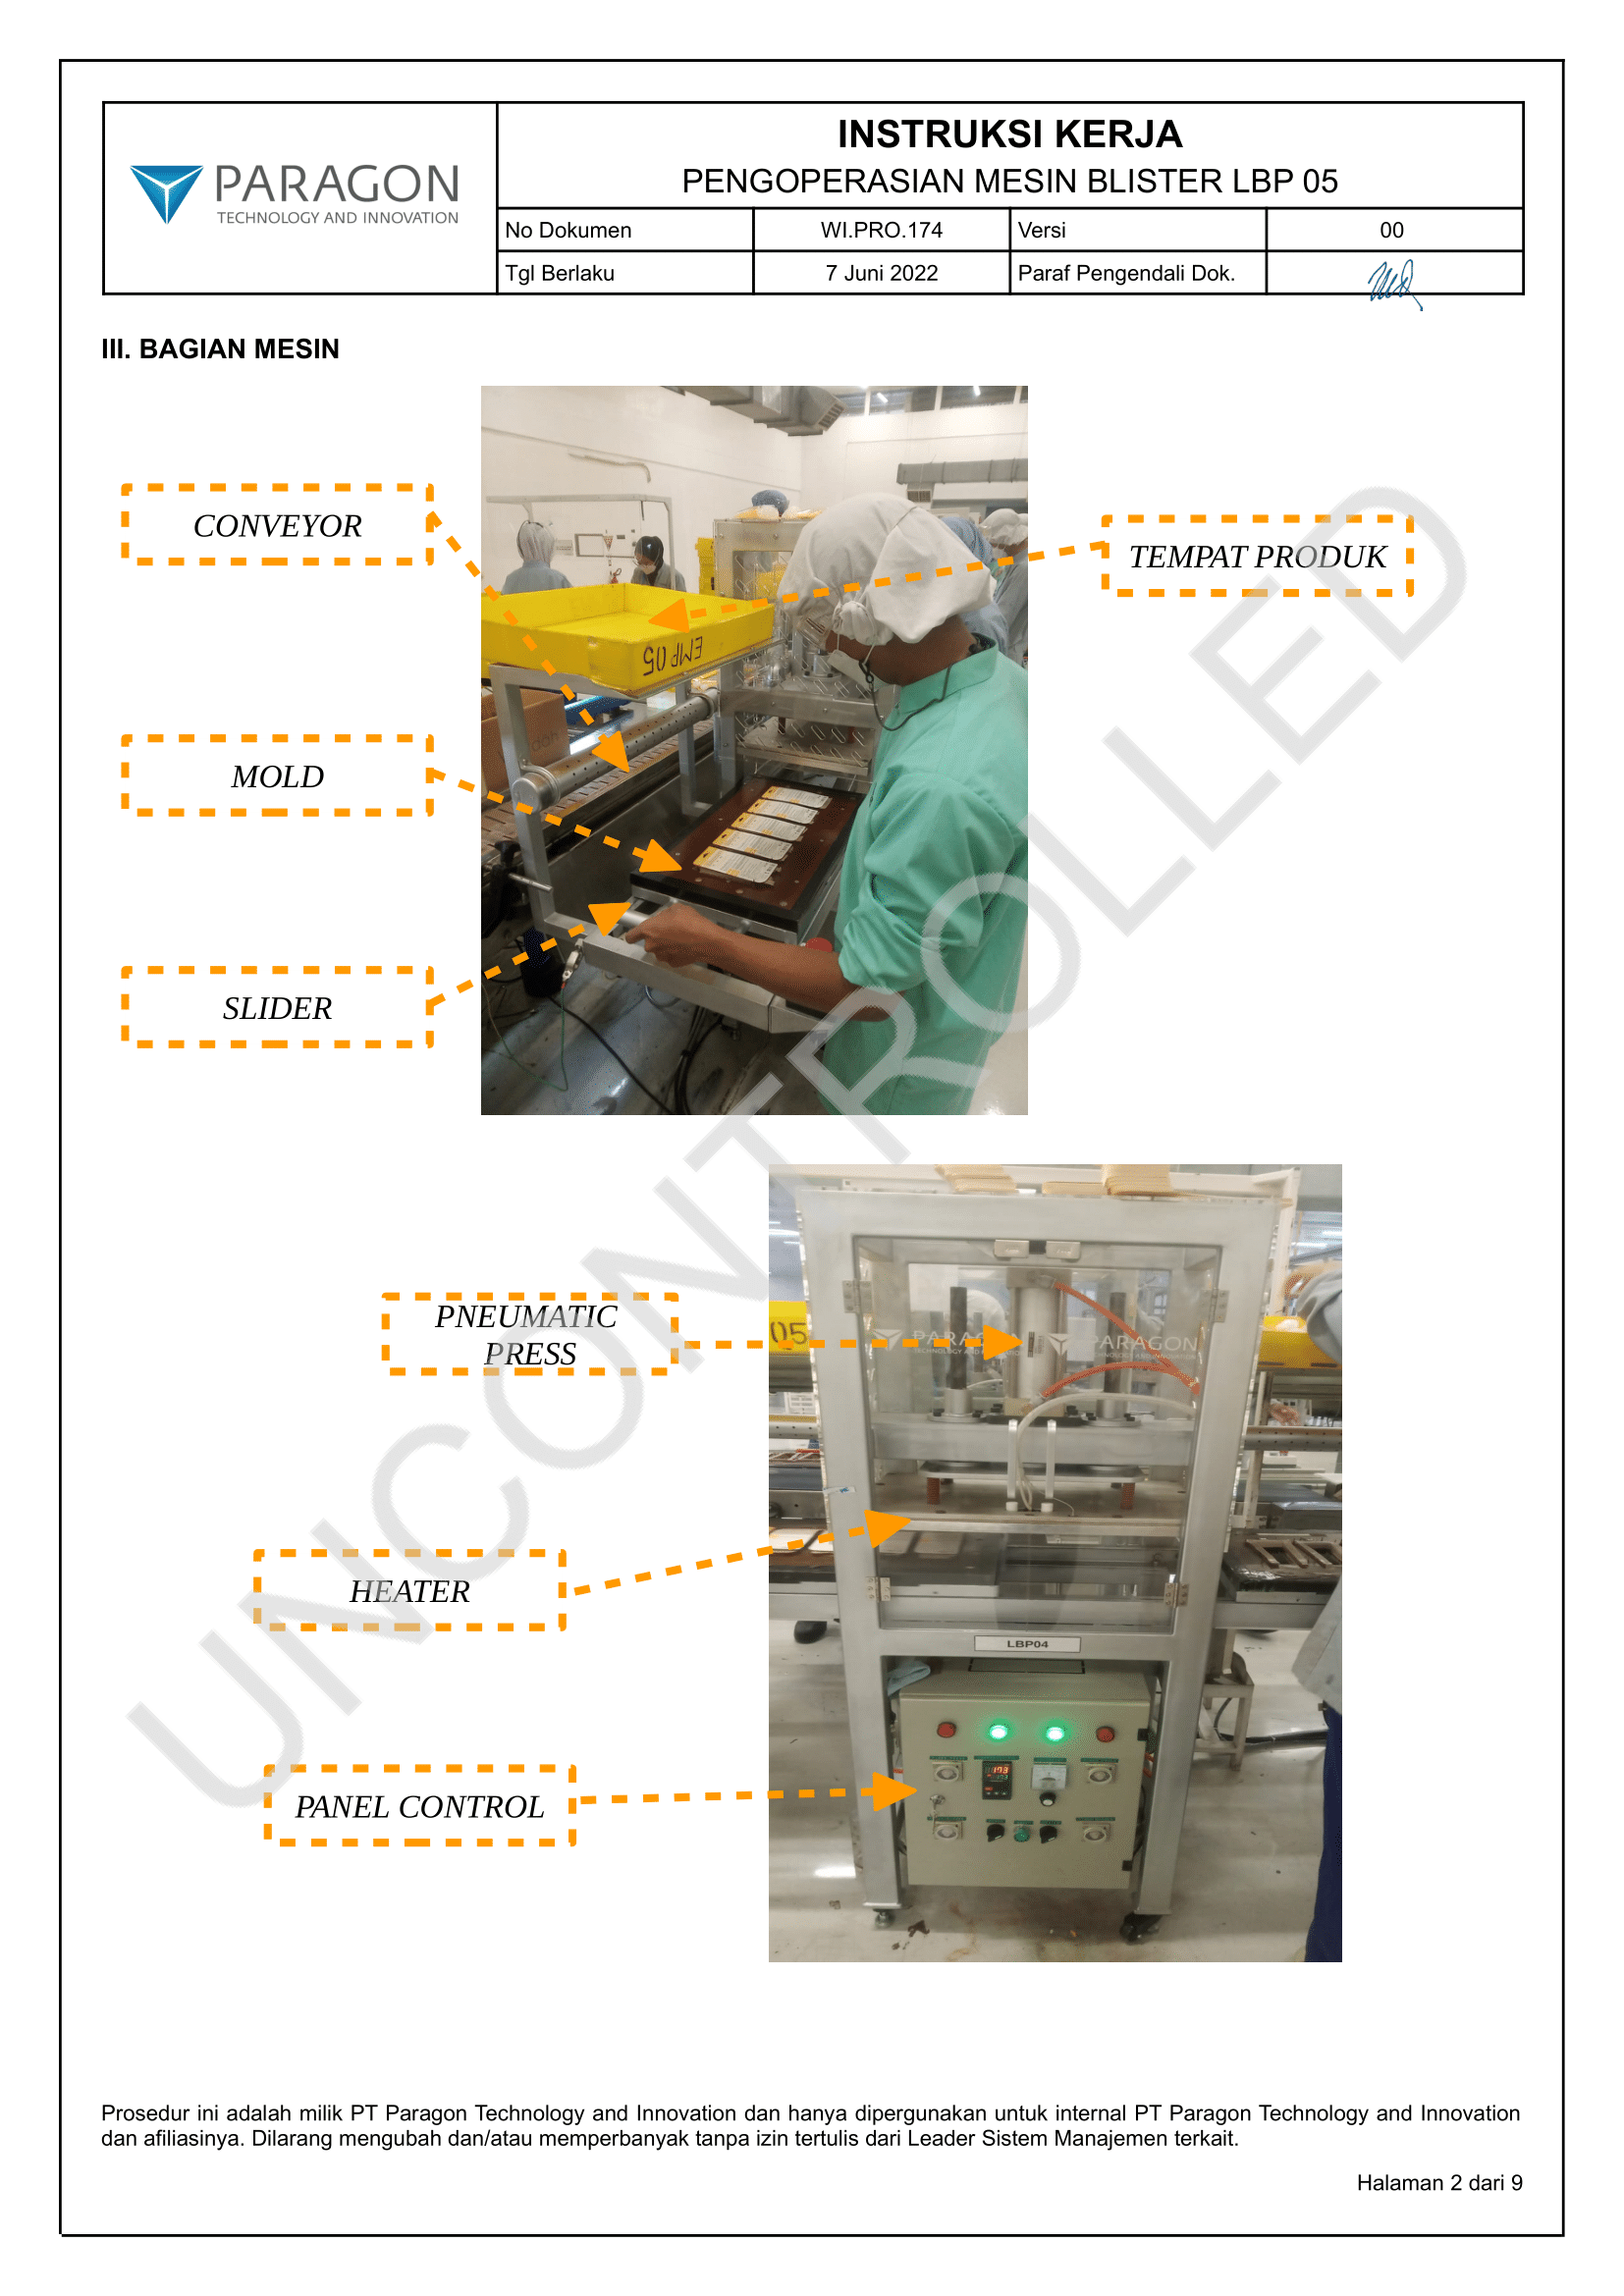 PARAGON
TECHNOLOGY AND INNOVATION
INSTRUKSI KERJA
PENGOPERASIAN MESIN BLISTER LBP 05
No Dokumen WI.PRO.174 Versi 00
Tgl Berlaku 7 Juni 2022 Paraf Pengendali Dok.
III. BAGIAN MESIN
CONVEYOR
TEMPAT PRODUK
EMP 05
MOLD
SLIDER
PNEUMATIC
PRESS
05
PARAGON
PARAGON
HEATER
LBP04
PANEL CONTROL
UNCONTROLLED
Prosedur ini adalah milik PT Paragon Technology and Innovation dan hanya dipergunakan untuk internal PT Paragon Technology and Innovation
dan afiliasinya. Dilarang mengubah dan/atau memperbanyak tanpa izin tertulis dari Leader Sistem Manajemen terkait.
Halaman 2 dari 9